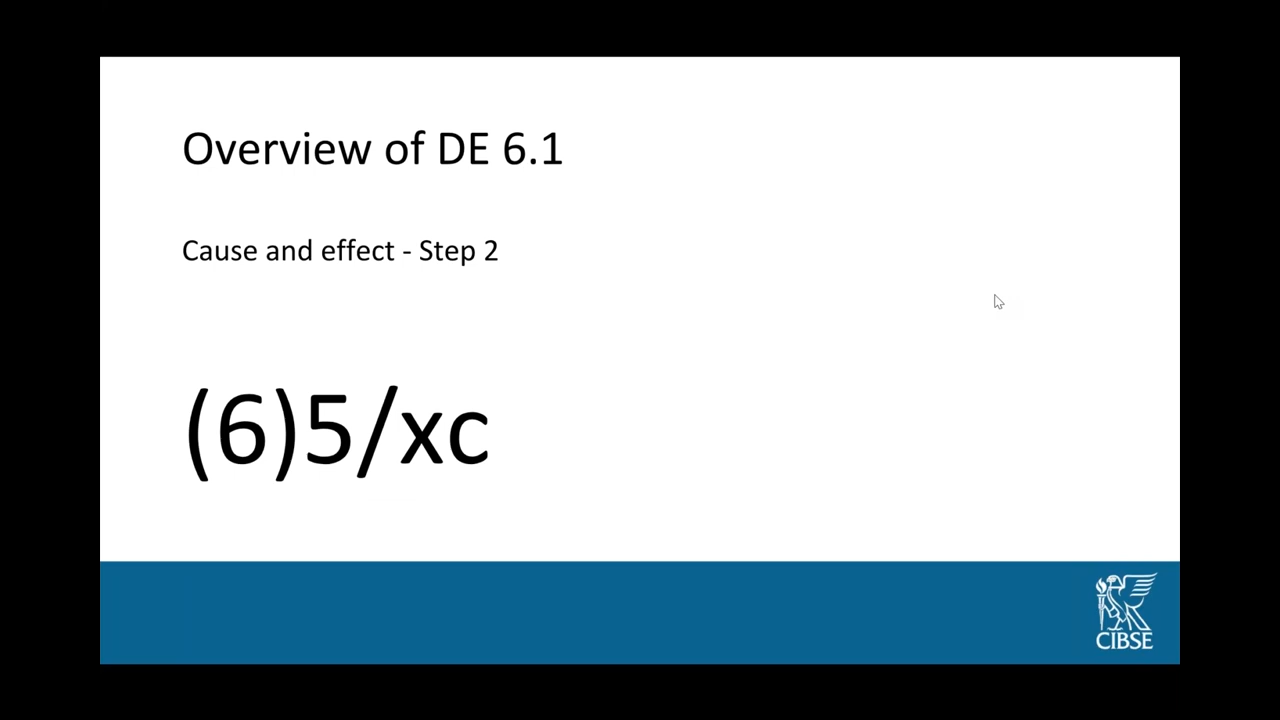 Overview of DE 6.1
Cause and effect - Step 2
(6)5/xc
CIBSE